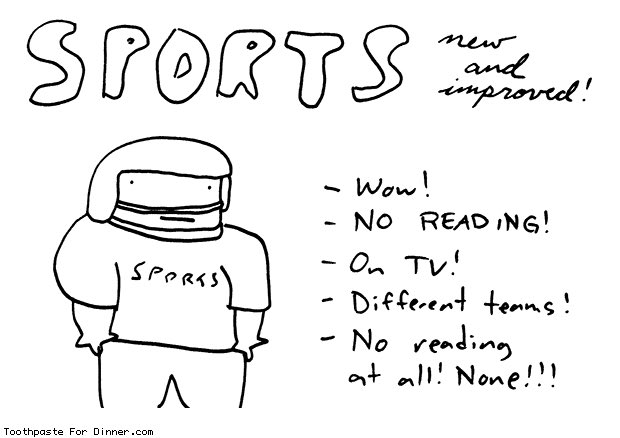 SPORTS
new
and
improved!
SPORTS
- Wow!
- NO READING!
- On TV!
- Different teams!
- No reading
at all! None!!!
Toothpaste For Dinner.com